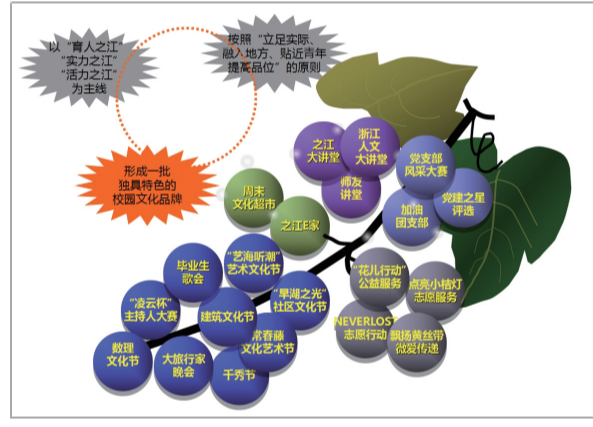 以“育人之江”
“实力之江”
“活力之江”
为主线
按照“立足实际、
融入地方、贴近青年
提高品位”的原则
形成一批
独具特色的
校园文化品牌
之江
大讲堂
浙江
人文
大讲堂
师友
讲堂
党支部
风采大赛
党建之星
评选
加油
团支部
周末
文化超市
之江E家
“花儿行动”
公益服务
点亮小桔灯
志愿服务
NEVERLOST
志愿行动
飘扬黄丝带
微爱传递
毕业生
歌会
“艺海听潮”
艺术文化节
“早湖之光”
社区文化节
“凌云杯”
主持人大赛
建筑文化节
常春藤
文化艺术节
数理
文化节
大旅行家
晚会
千秀节